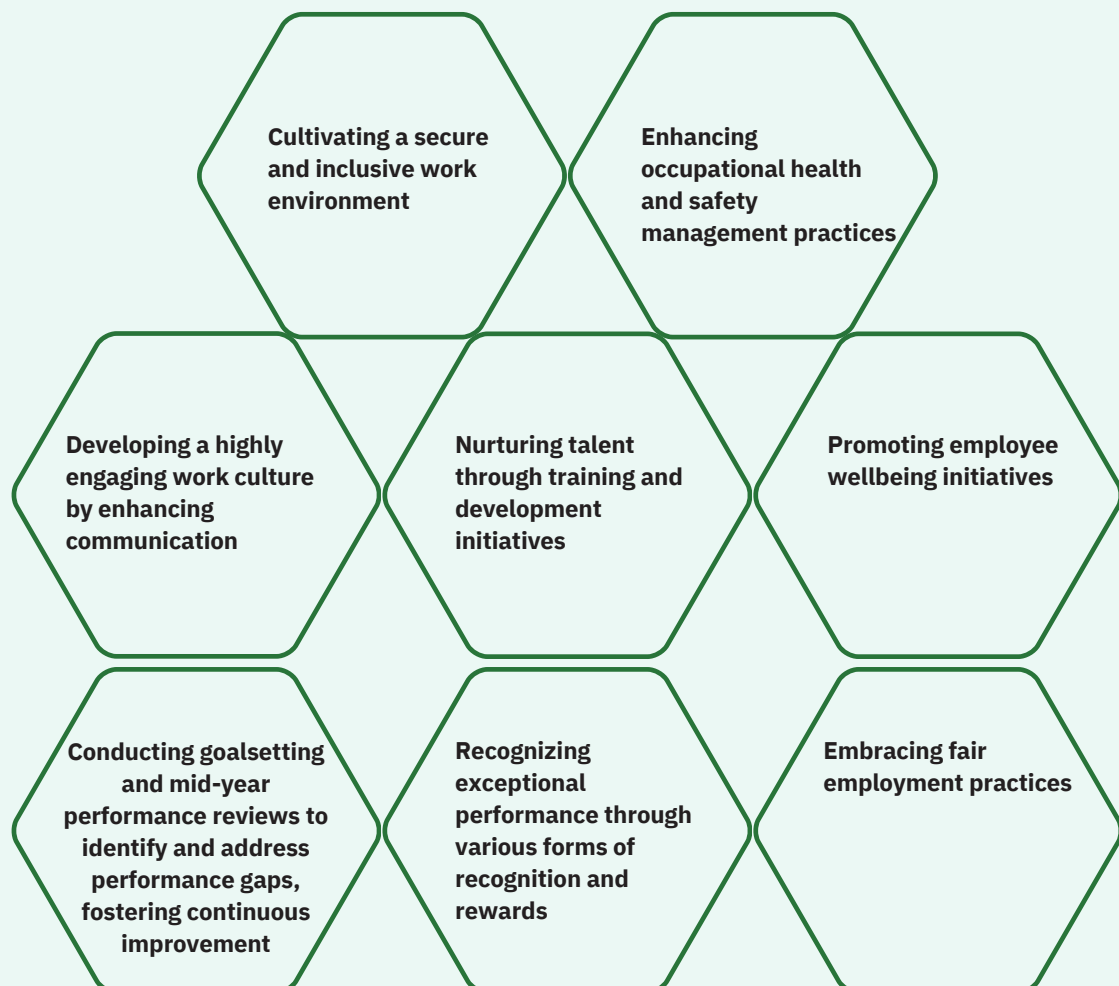 Cultivating a secure
and inclusive work
environment
Enhancing
occupational health
and safety
management practices
Developing a highly
engaging work culture
by enhancing
communication
Nurturing talent
through training and
development
initiatives
Promoting employee
wellbeing initiatives
Conducting goalsetting
and mid-year
performance reviews to
identify and address
performance gaps,
fostering continuous
improvement
Recognizing
exceptional
performance through
various forms of
recognition and
rewards
Embracing fair
employment practices